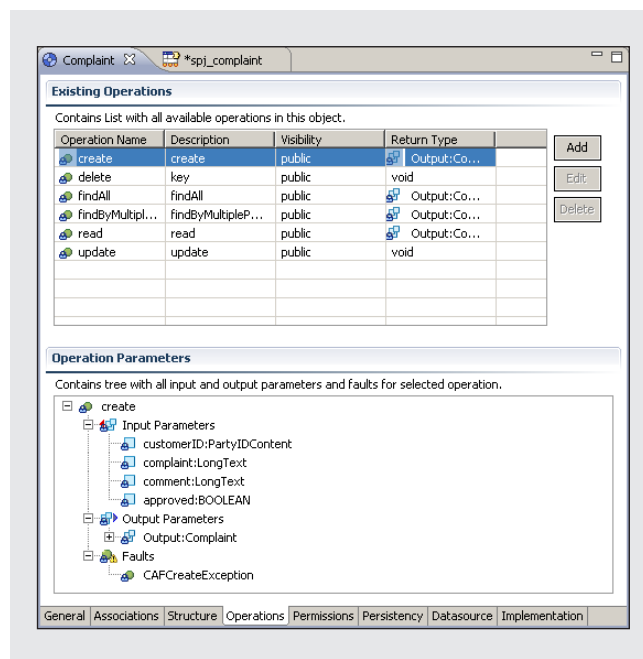 Complaint *spj_complaint
Existing Operations
Contains List with all available operations in this object.
Operation Name Description Visibility Return Type
create create public Output:Co...
delete key public void
findAll findAll public Output:Co...
findByMultipl... findByMultipleP... public Output:Co...
read read public Output:Co...
update update public void
Add
Edit
Delete
Operation Parameters
Contains tree with all input and output parameters and faults for selected operation.
create
Input Parameters
customerID:PartyIDContent
complaint:LongText
comment:LongText
approved:BOOLEAN
Output Parameters
Output:Complaint
Faults
CAFCreateException
General Associations Structure Operations Permissions Persistency Datasource Implementation